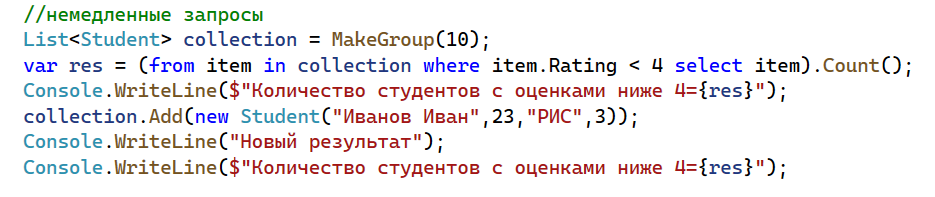 //немедленные запросы
List<Student> collection = MakeGroup(10);
var res = (from item in collection where item.Rating < 4 select item).Count();
Console.WriteLine($"Количество студентов с оценками ниже 4={res}");
collection.Add(new Student("Иванов Иван",23,"РИС",3));
Console.WriteLine("Новый результат");
Console.WriteLine($"Количество студентов с оценками ниже 4={res}");